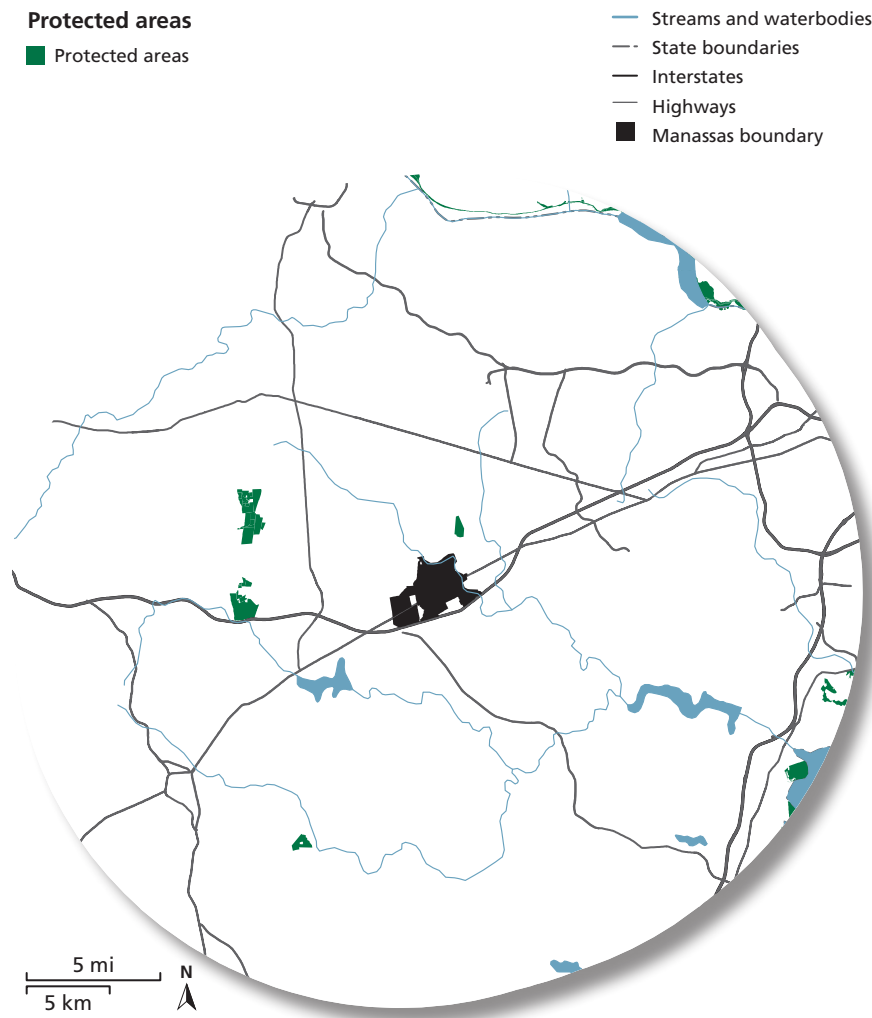 Protected areas
Protected areas
Streams and waterbodies
State boundaries
Interstates
Highways
Manassas boundary
5 mi
5 km
N